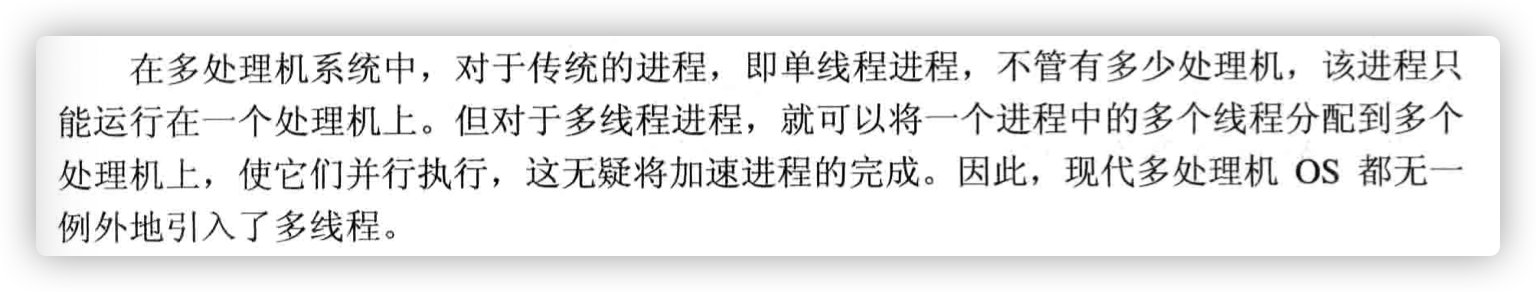 在多处理机系统中，对于传统的进程，即单线程进程，不管有多少处理机，该进程只
能运行在一个处理机上。但对于多线程进程，就可以将一个进程中的多个线程分配到多个
处理机上，使它们并行执行，这无疑将加速进程的完成。因此，现代多处理机 OS 都无一
例外地引入了多线程。